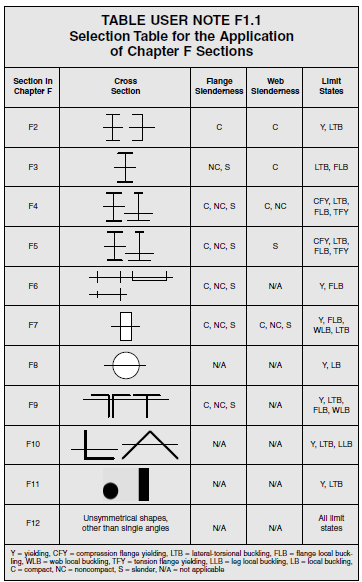 TABLE USER NOTE F1.1
Selection Table for the Application
of Chapter F Sections
Section in Cross Flange Web Limit
Chapter F Section Slenderness Slenderness States
F2 C C Y, LTB
F3 NC, S C LTB, FLB
F4 C, NC, S C, NC CFY, LTB,
FLB, TFY
F5 C, NC, S S CFY, LTB,
FLB, TFY
F6 C, NC, S N/A Y, FLB
F7 C, NC, S C, NC, S Y, FLB,
WLB, LTB
F8 N/A N/A Y, LB
F9 C, NC, S N/A Y, LTB,
FLB, WLB
F10 N/A N/A Y, LTB, LLB
F11 N/A N/A Y, LTB
F12 Unsymmetrical shapes,
other than single angles N/A N/A All limit
states
Y = yielding, CFY = compression flange yielding, LTB = lateral-torsional buckling, FLB = flange local buck-
ling, WLB = web local buckling, TFY = tension flange yielding, LLB = leg local buckling, LB = local buckling,
C = compact, NC = noncompact, S = slender, N/A = not applicable